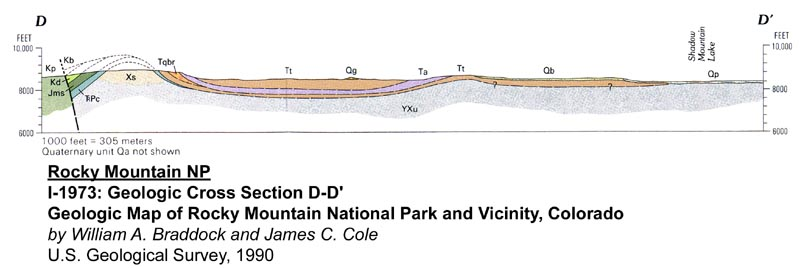 D
D'
FEET
FEET
Shadow
Mountain
Lake
10,000
10,000
Kp
Kb
Tqbr
Tt
Qg
Ta
Tt
Qb
Qp
Kd
Xs
Jms
TRPc
8000
8000
YXu
?
?
6000
6000
1000 feet = 305 meters
Quaternary unit Qa not shown
Rocky Mountain NP
I-1973: Geologic Cross Section D-D'
Geologic Map of Rocky Mountain National Park and Vicinity, Colorado
by William A. Braddock and James C. Cole
U.S. Geological Survey, 1990